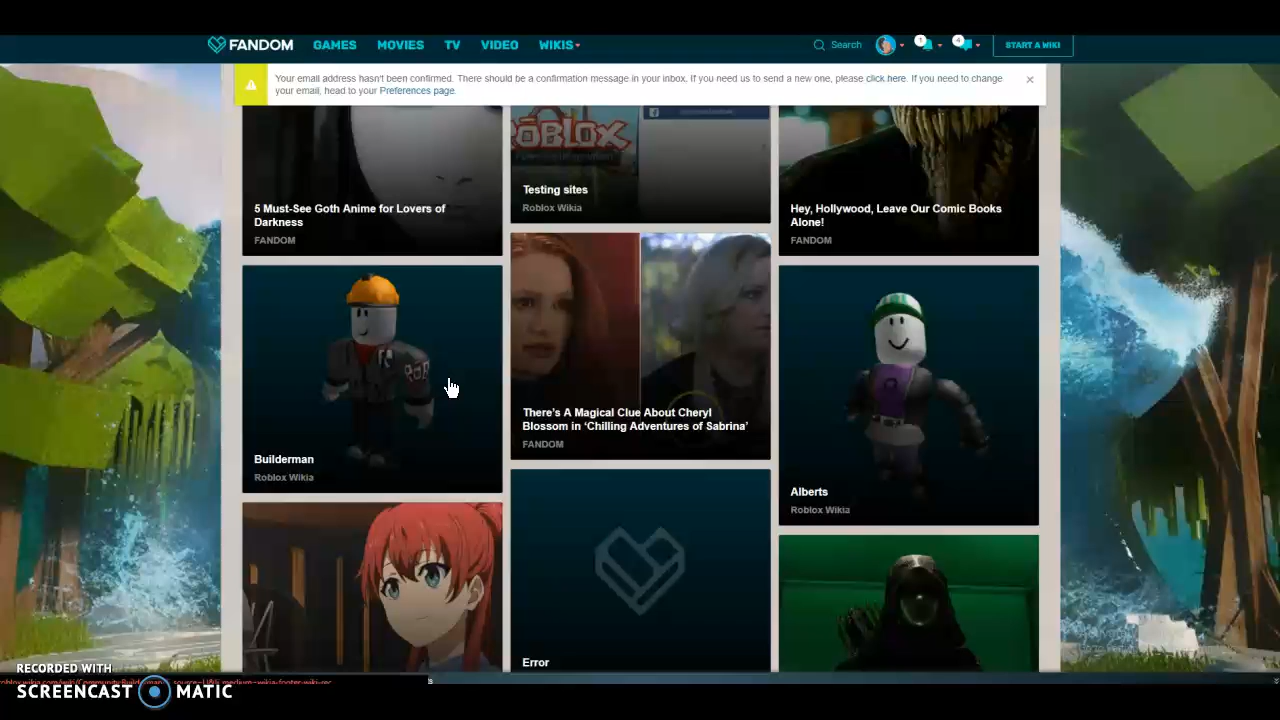 FANDOM GAMES MOVIES TV VIDEO WIKIS Search 1 4 START A WIKI
Your email address hasn't been confirmed. There should be a confirmation message in your inbox. If you need us to send a new one, please click here. If you need to change
your email, head to your Preferences page.
5 Must-See Goth Anime for Lovers of
Darkness
FANDOM
ROBLOX
Testing sites
Roblox Wikia
Hey, Hollywood, Leave Our Comic Books
Alone!
FANDOM
Builderman
Roblox Wikia
There's A Magical Clue About Cheryl
Blossom in 'Chilling Adventures of Sabrina'
FANDOM
Alberts
Roblox Wikia
Error
RECORDED WITH
SCREENCAST MATIC